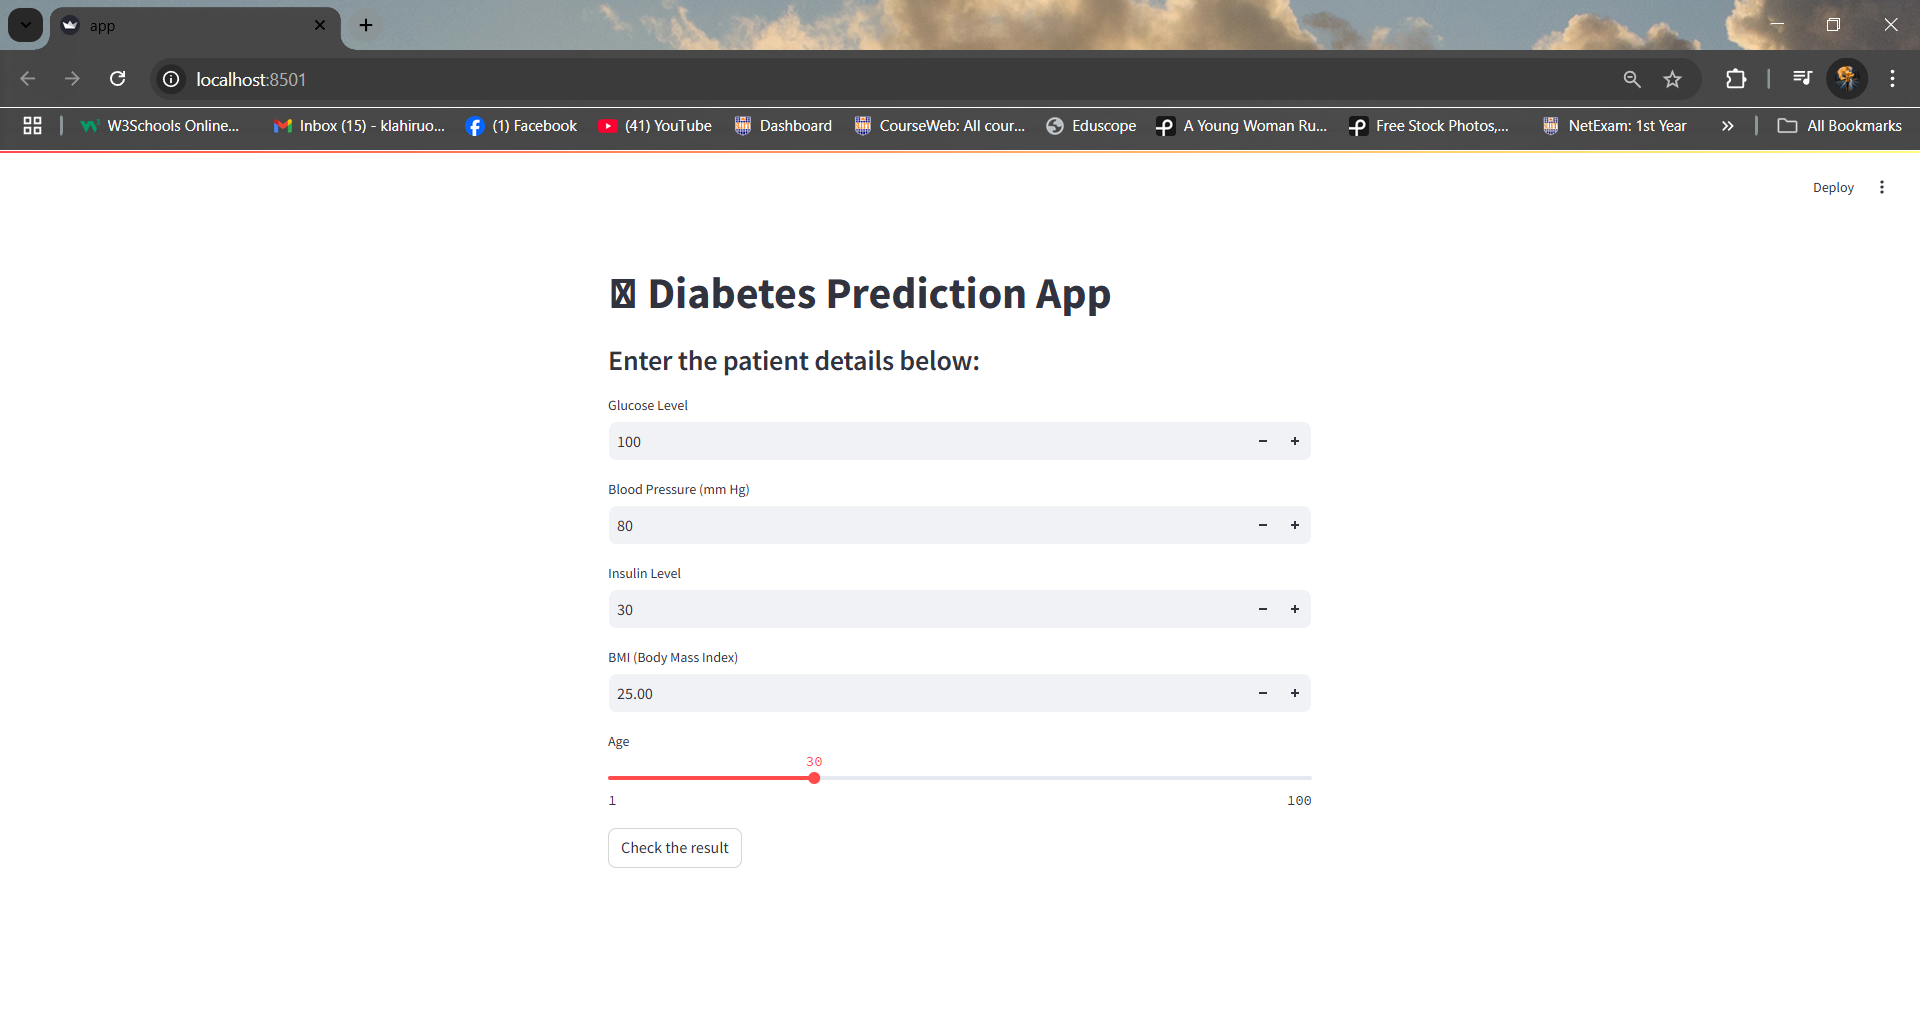 app
localhost:8501
W3Schools Online... Inbox (15) - klahiruo... (1) Facebook (41) YouTube Dashboard CourseWeb: All cour... Eduscope A Young Woman Ru... Free Stock Photos,... NetExam: 1st Year All Bookmarks
Deploy
Diabetes Prediction App
Enter the patient details below:
Glucose Level
100
Blood Pressure (mm Hg)
80
Insulin Level
30
BMI (Body Mass Index)
25.00
Age
30
1 100
Check the result